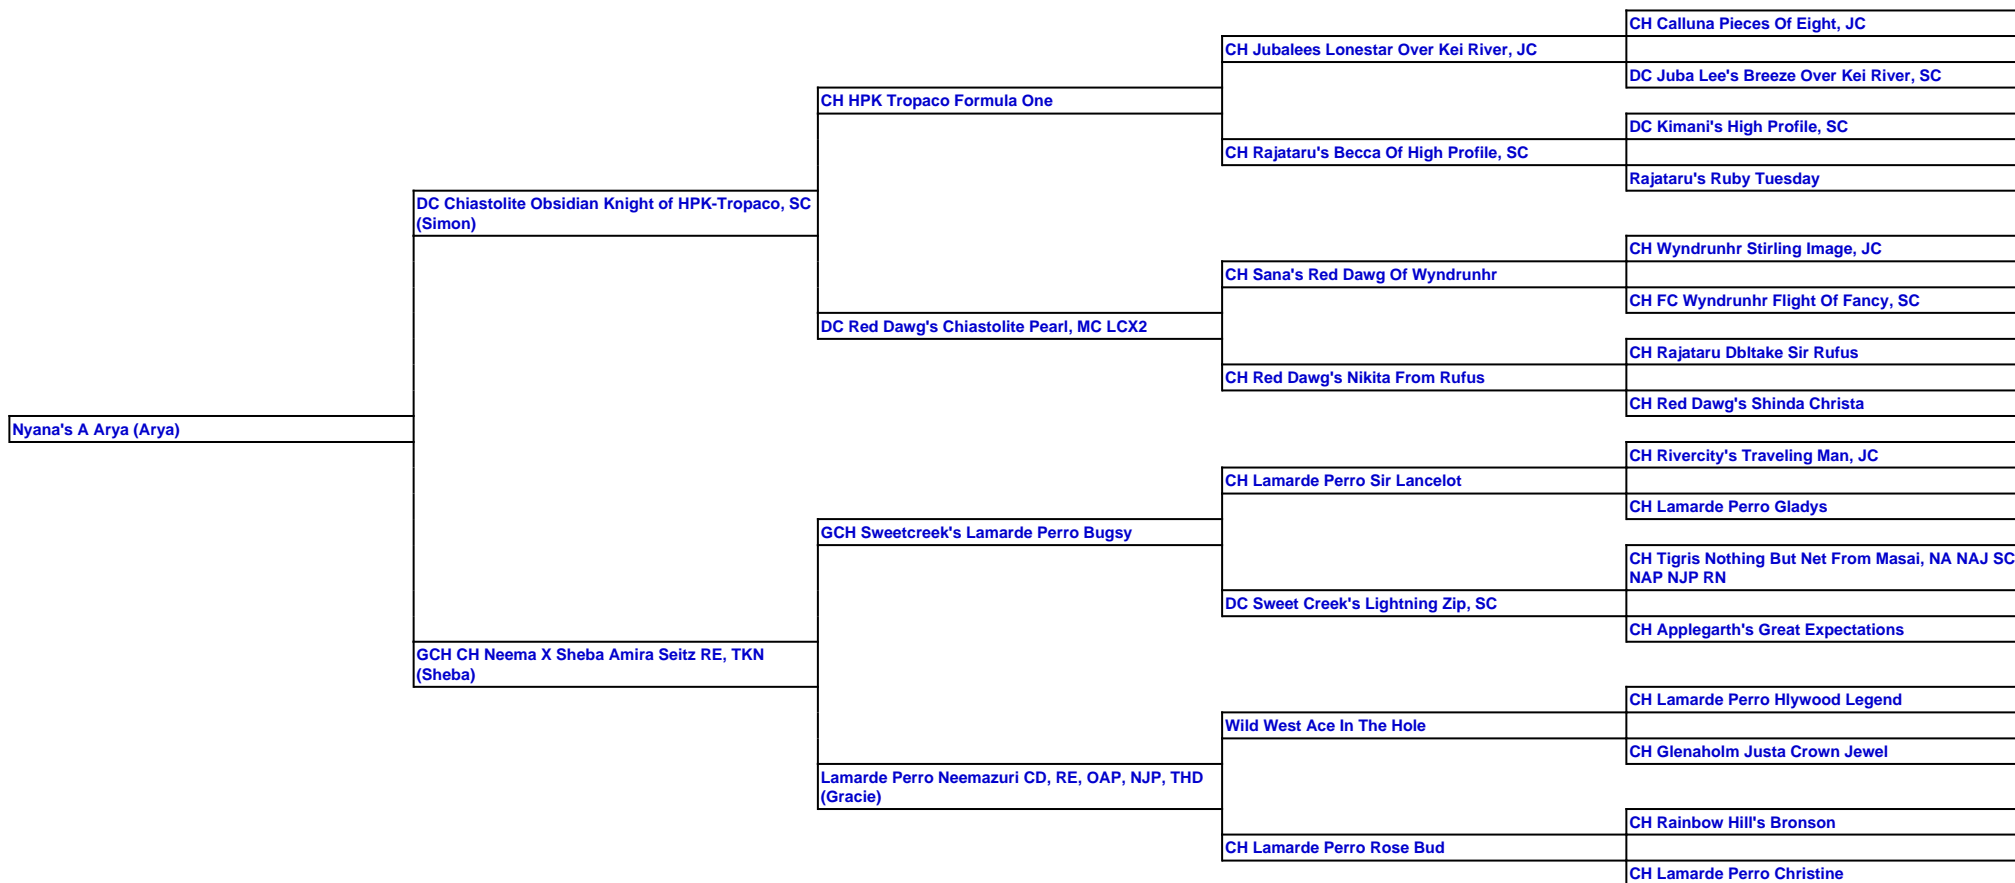 CH Calluna Pieces Of Eight, JC
CH Jubalees Lonestar Over Kei River, JC
DC Juba Lee's Breeze Over Kei River, SC
CH HPK Tropaco Formula One
DC Kimani's High Profile, SC
CH Rajataru's Becca Of High Profile, SC
Rajataru's Ruby Tuesday
DC Chiastolite Obsidian Knight of HPK-Tropaco, SC
(Simon)
CH Wyndrunhr Stirling Image, JC
CH Sana's Red Dawg Of Wyndrunhr
CH FC Wyndrunhr Flight Of Fancy, SC
DC Red Dawg's Chiastolite Pearl, MC LCX2
CH Rajataru Dbltake Sir Rufus
CH Red Dawg's Nikita From Rufus
CH Red Dawg's Shinda Christa
Nyana's A Arya (Arya)
CH Rivercity's Traveling Man, JC
CH Lamarde Perro Sir Lancelot
CH Lamarde Perro Gladys
GCH Sweetcreek's Lamarde Perro Bugsy
CH Tigris Nothing But Net From Masai, NA NAJ SC
NAP NJP RN
DC Sweet Creek's Lightning Zip, SC
CH Applegarth's Great Expectations
GCH CH Neema X Sheba Amira Seitz RE, TKN
(Sheba)
CH Lamarde Perro Hlywood Legend
Wild West Ace In The Hole
CH Glenaholm Justa Crown Jewel
Lamarde Perro Neemazuri CD, RE, OAP, NJP, THD
(Gracie)
CH Rainbow Hill's Bronson
CH Lamarde Perro Rose Bud
CH Lamarde Perro Christine